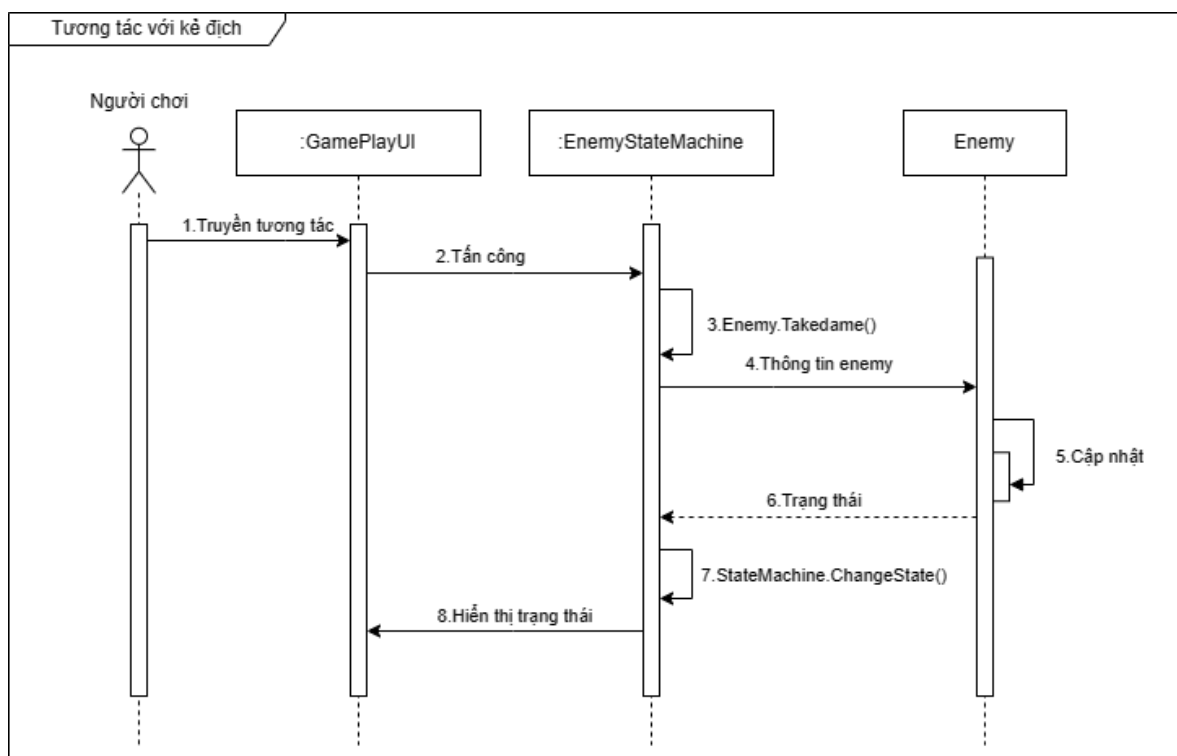 Tương tác với kẻ địch
Người chơi
:GamePlayUI
:EnemyStateMachine
Enemy
1.Truyền tương tác
2.Tấn công
3.Enemy.Takedame()
4.Thông tin enemy
5.Cập nhật
6.Trạng thái
7.StateMachine.ChangeState()
8.Hiển thị trạng thái